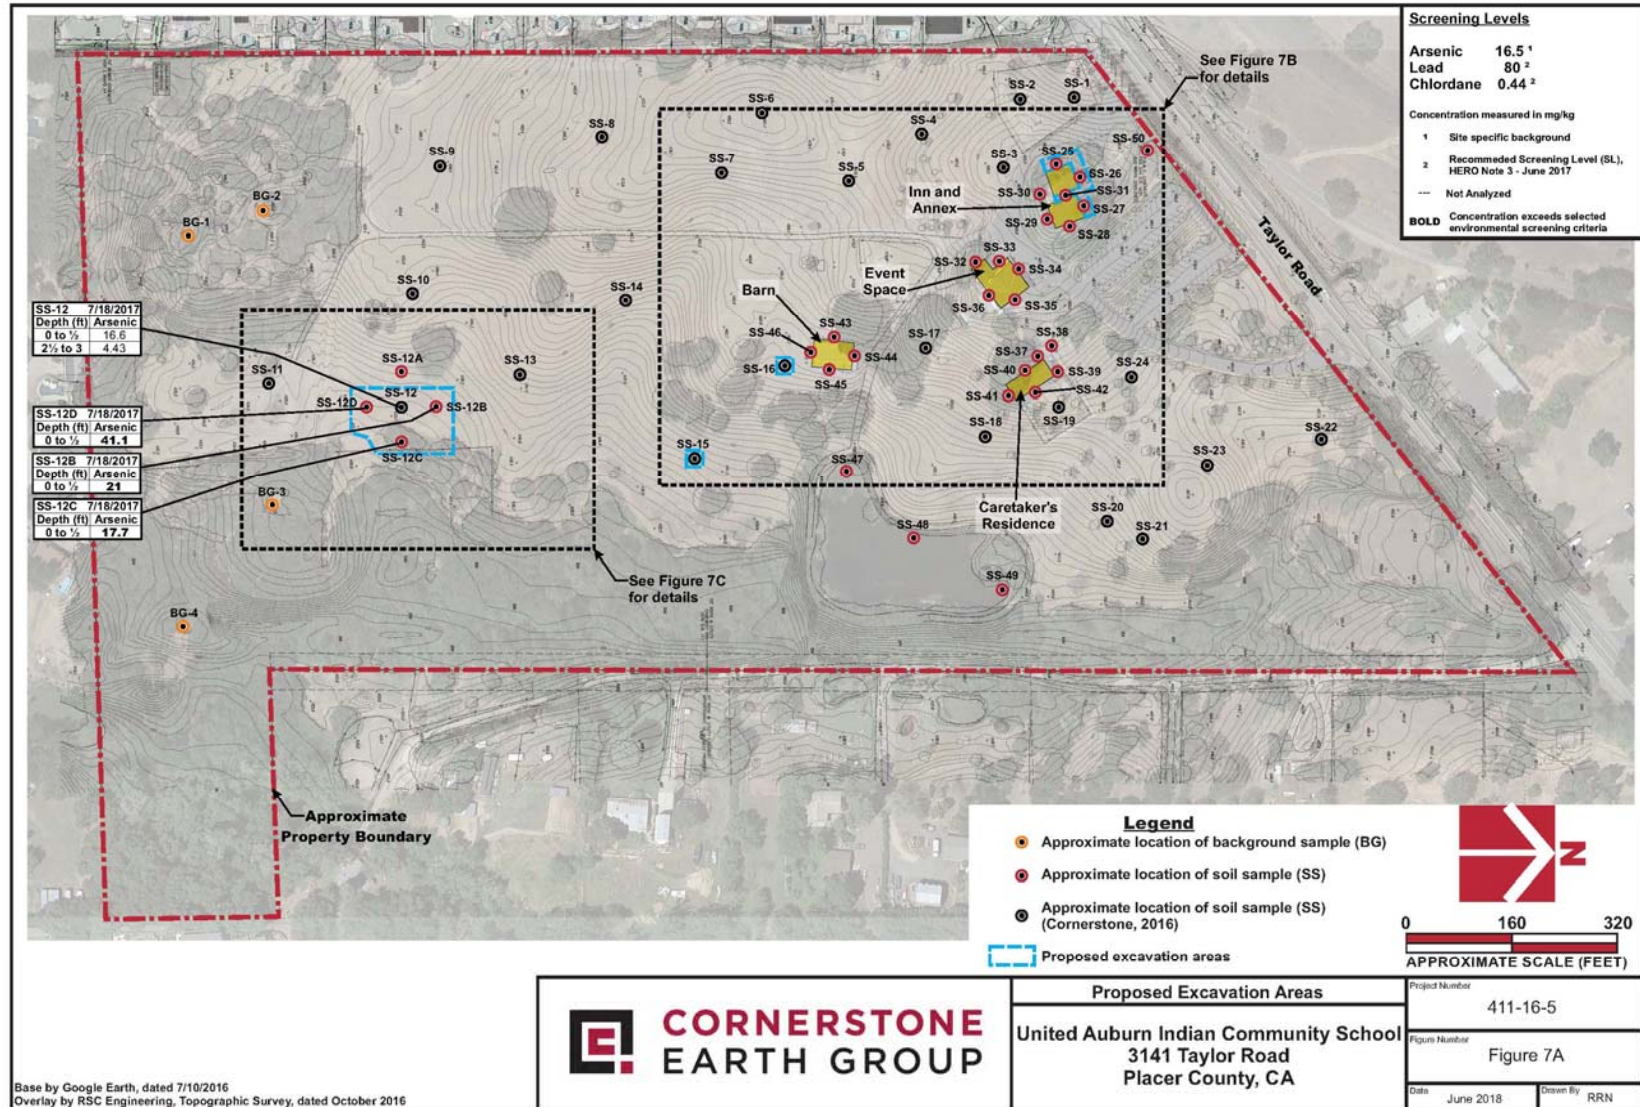 Screening Levels
Arsenic 16.5 ¹
Lead 80 ²
Chlordane 0.44 ²
Concentration measured in mg/kg
1 Site specific background
2 Recommeded Screening Level (SL),
HERO Note 3 - June 2017
--- Not Analyzed
BOLD Concentration exceeds selected
environmental screening criteria
See Figure 7B
for details
SS-2
SS-1
SS-6
SS-4
SS-8
SS-50
SS-9
SS-7
SS-5
SS-3
SS-25
SS-26
Inn and
Annex
SS-30
SS-31
SS-27
SS-29
SS-28
BG-2
BG-1
Taylor Road
SS-33
SS-32
SS-34
Event
Space
SS-36
SS-35
SS-10
SS-14
Barn
SS-43
SS-46
SS-44
SS-45
SS-16
SS-17
SS-38
SS-37
SS-40
SS-39
SS-42
SS-41
SS-24
SS-19
SS-18
SS-22
SS-23
SS-12 7/18/2017
Depth (ft) Arsenic
0 to ½ 16.6
2½ to 3 4.43
SS-12A
SS-13
SS-11
SS-12
SS-12D
SS-12B
SS-12C
SS-12D 7/18/2017
Depth (ft) Arsenic
0 to ½ 41.1
SS-12B 7/18/2017
Depth (ft) Arsenic
0 to ½ 21
SS-12C 7/18/2017
Depth (ft) Arsenic
0 to ½ 17.7
SS-15
SS-47
BG-3
Caretaker's
Residence
SS-20
SS-21
SS-48
SS-49
See Figure 7C
for details
BG-4
Approximate
Property Boundary
Legend
Approximate location of background sample (BG)
Approximate location of soil sample (SS)
Approximate location of soil sample (SS)
(Cornerstone, 2016)
Proposed excavation areas
N
0 160 320
APPROXIMATE SCALE (FEET)
CORNERSTONE
EARTH GROUP
Proposed Excavation Areas
United Auburn Indian Community School
3141 Taylor Road
Placer County, CA
Project Number
411-16-5
Figure Number
Figure 7A
Date
June 2018
Drawn By
RRN
Base by Google Earth, dated 7/10/2016
Overlay by RSC Engineering, Topographic Survey, dated October 2016